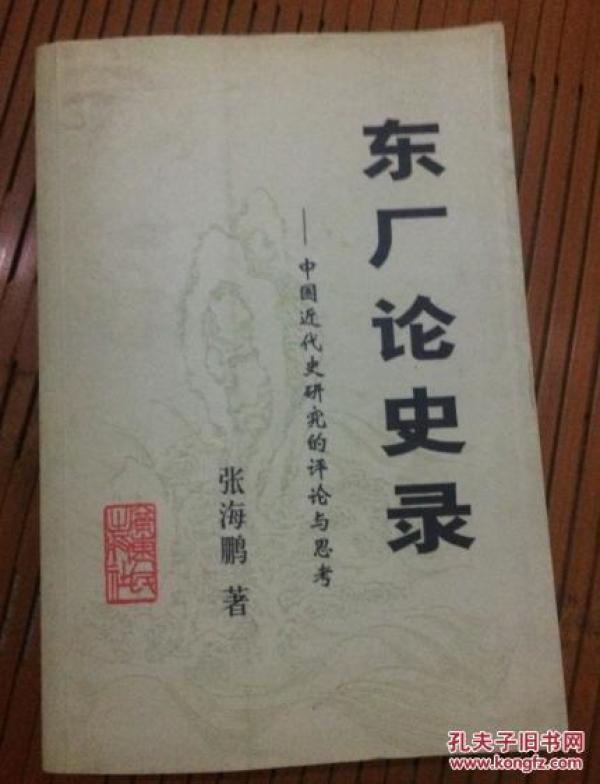 东厂论史录
——中国近代史研究的评论与思考
张海鹏 著
孔夫子旧书网
www.kongfz.com